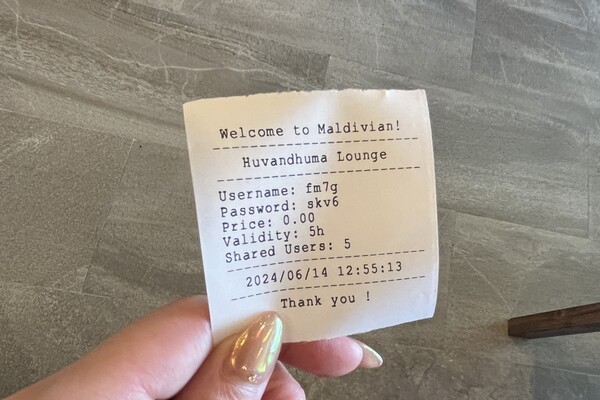 Welcome to Maldivian!
Huvandhuma Lounge
Username: fm7g
Password: skv6
Price: 0.00
Validity: 5h
Shared Users: 5
2024/06/14 12:55:13
Thank you !